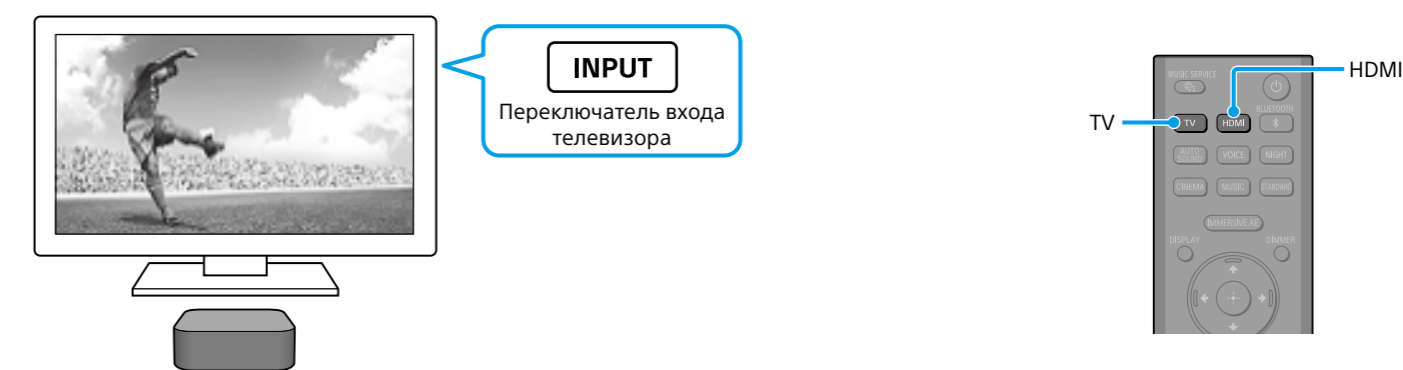 INPUT
Переключатель входа
телевизора
HDMI
TV
MUSIC SERVICE
BLUETOOTH
TV
HDMI
AUTO
SOUND
VOICE
NIGHT
CINEMA
MUSIC
STANDARD
IMMERSIVE AE
DISPLAY
DIMMER